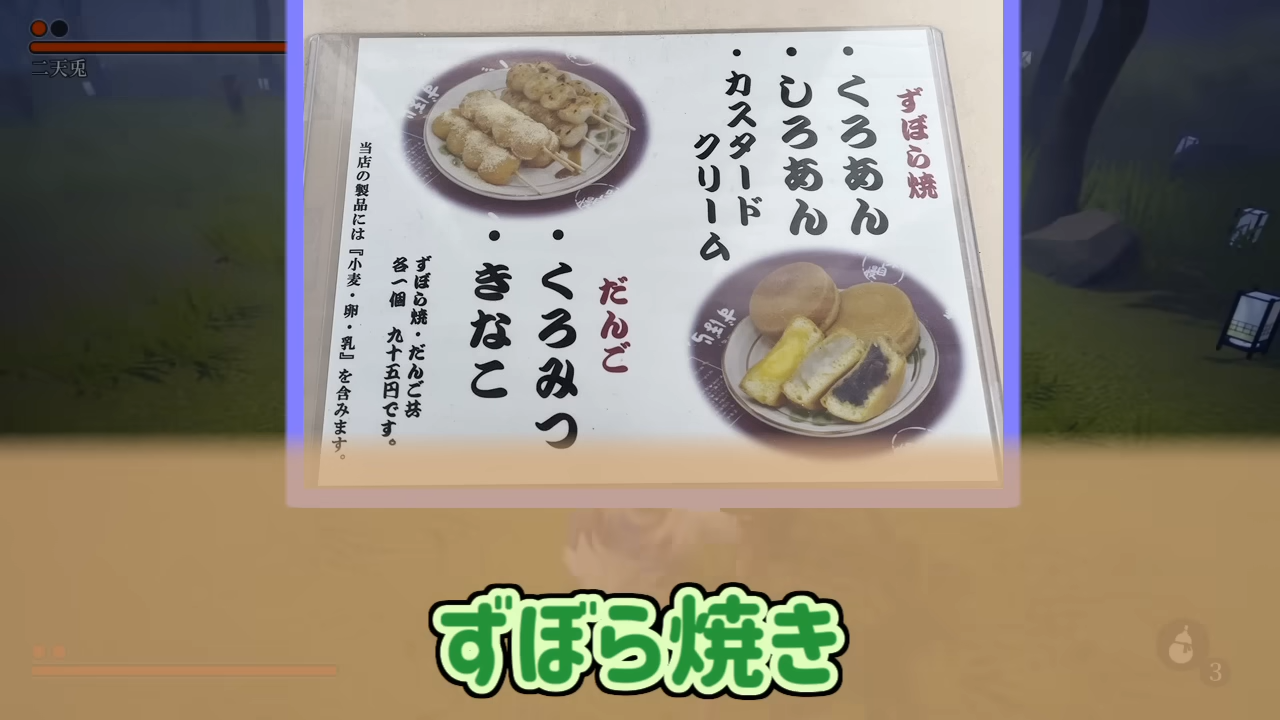 二天兎
ずぼら焼
・くろあん
・しろあん
・カスタード
クリーム
だんご
・くろみつ
・きなこ
ずぼら焼・だんご共
各一個 九十五円です。
当店の製品には『小麦・卵・乳』を含みます。
ずぼら焼き
3